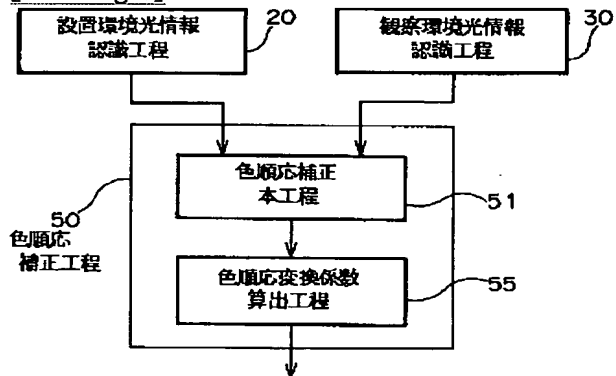 設置環境光情報
認識工程
20
観察環境光情報
認識工程
30
色順応補正
本工程
51
50
色順応
補正工程
色順応変換係数
算出工程
55